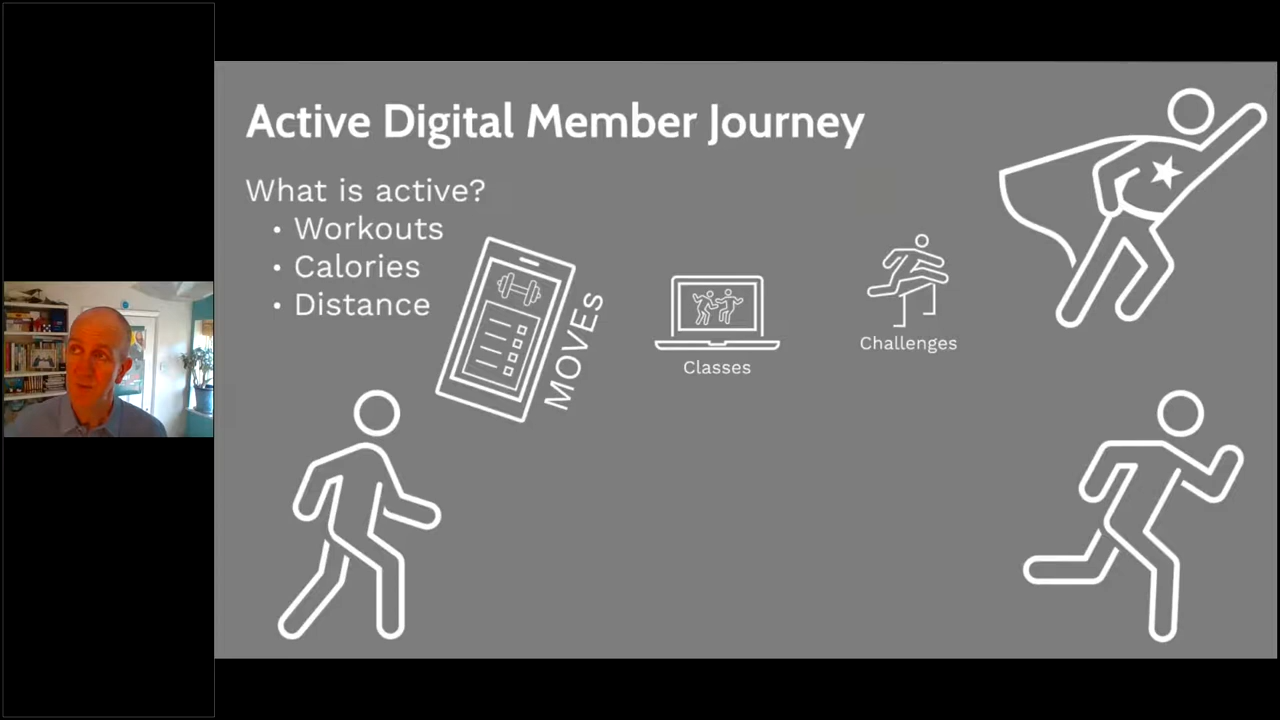 Active Digital Member Journey
What is active?
• Workouts
• Calories
• Distance
MOVES
Classes
Challenges